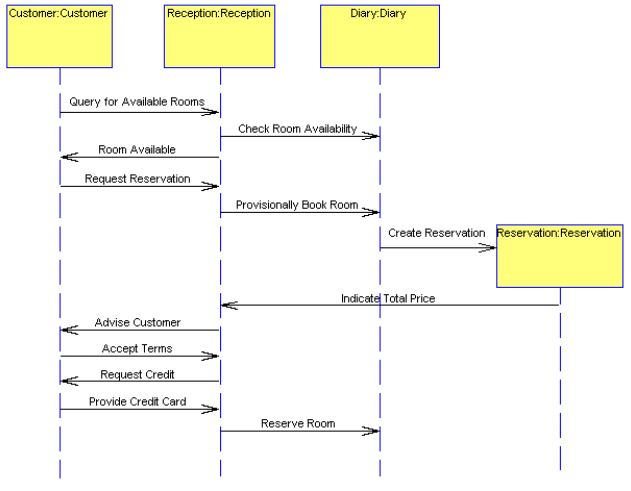 Customer:Customer
Reception:Reception
Diary:Diary
Query for Available Rooms
Check Room Availability
Room Available
Request Reservation
Provisionally Book Room
Create Reservation
Reservation:Reservation
Indicate Total Price
Advise Customer
Accept Terms
Request Credit
Provide Credit Card
Reserve Room